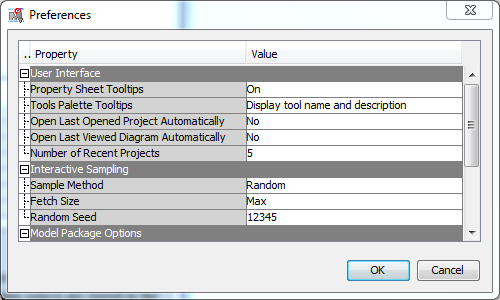 Preferences
.. Property Value
User Interface
Property Sheet Tooltips On
Tools Palette Tooltips Display tool name and description
Open Last Opened Project Automatically No
Open Last Viewed Diagram Automatically No
Number of Recent Projects 5
Interactive Sampling
Sample Method Random
Fetch Size Max
Random Seed 12345
Model Package Options
OK Cancel